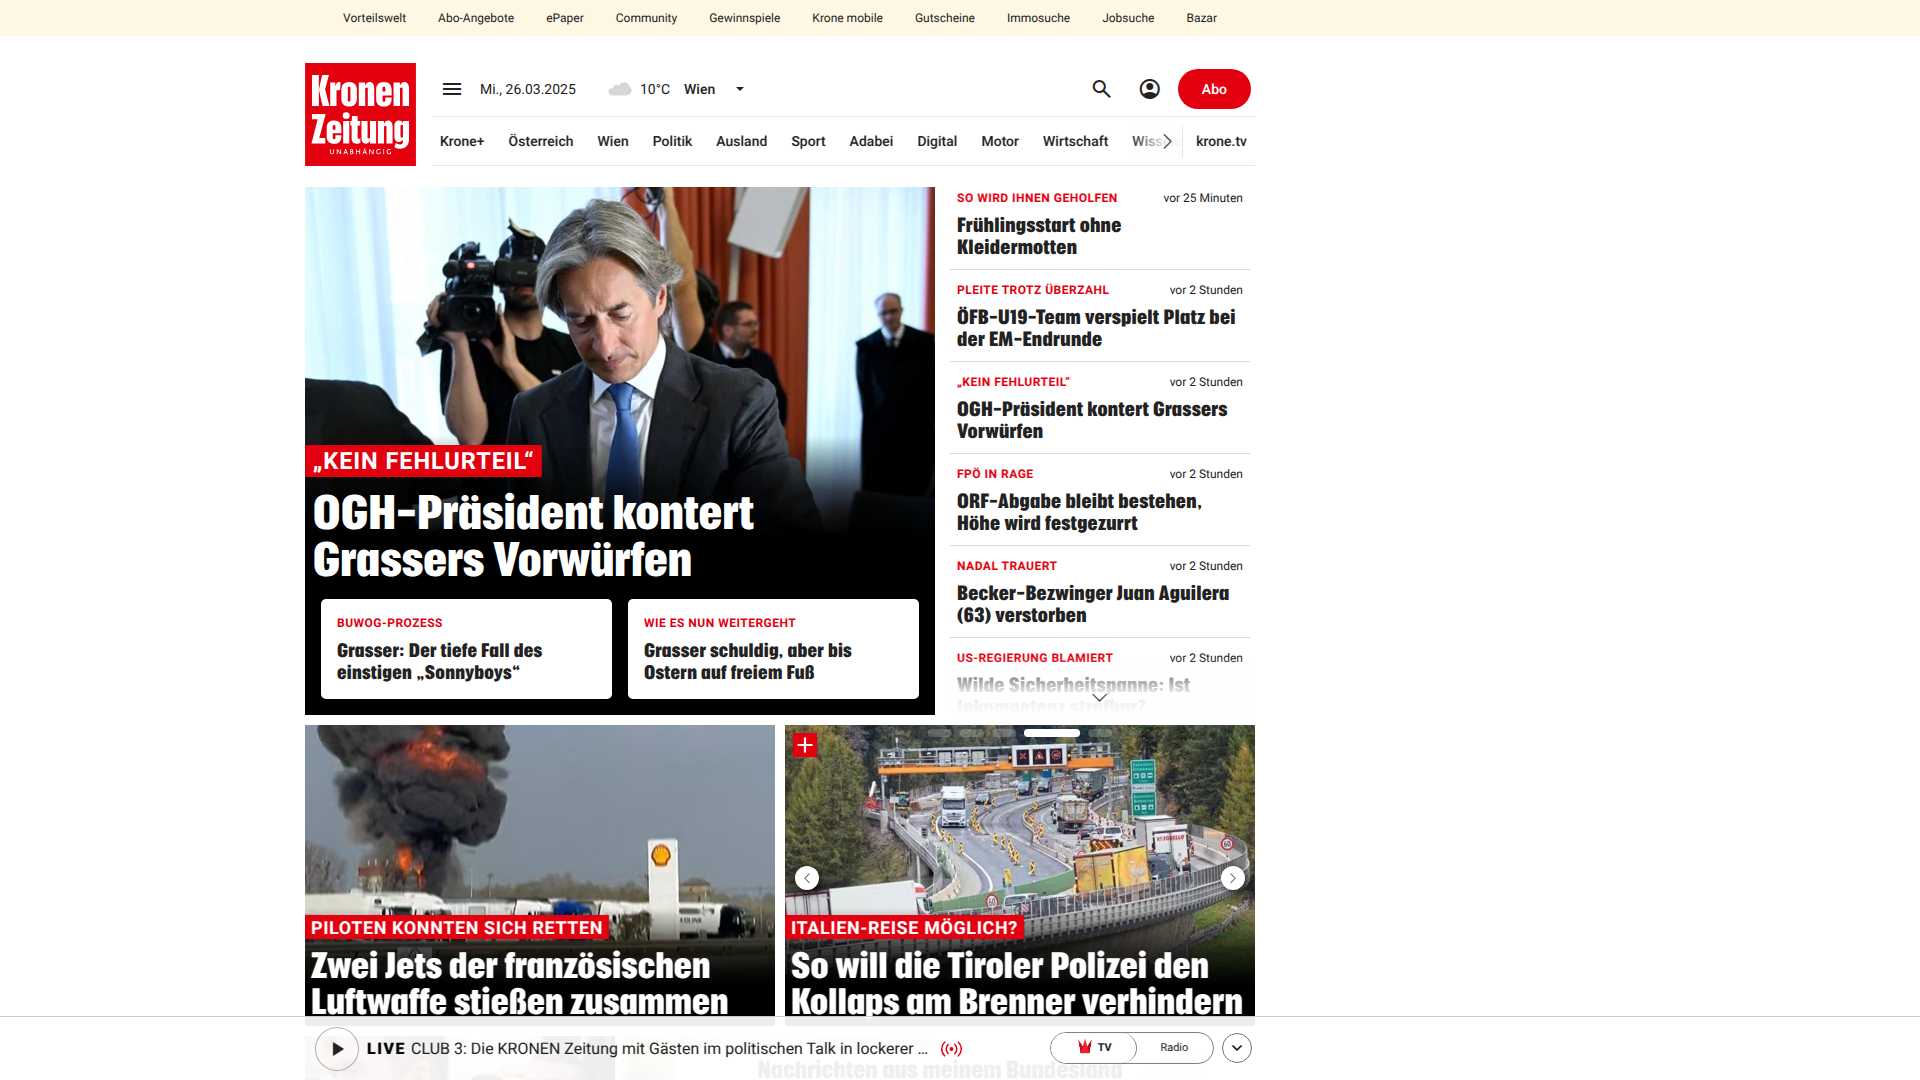 Vorteilswelt Abo-Angebote ePaper Community Gewinnspiele Krone mobile Gutscheine Immosuche Jobsuche Bazar
Kronen
Zeitung
UNABHÄNGIG
Mi., 26.03.2025 10°C Wien
Abo
Krone+ Österreich Wien Politik Ausland Sport Adabei Digital Motor Wirtschaft Wiss krone.tv
„KEIN FEHLURTEIL“
OGH-Präsident kontert
Grassers Vorwürfen
BUWOG-PROZESS
Grasser: Der tiefe Fall des
einstigen „Sonnyboys“
WIE ES NUN WEITERGEHT
Grasser schuldig, aber bis
Ostern auf freiem Fuß
SO WIRD IHNEN GEHOLFEN vor 25 Minuten
Frühlingsstart ohne
Kleidermotten
PLEITE TROTZ ÜBERZAHL vor 2 Stunden
ÖFB-U19-Team verspielt Platz bei
der EM-Endrunde
„KEIN FEHLURTEIL“ vor 2 Stunden
OGH-Präsident kontert Grassers
Vorwürfen
FPÖ IN RAGE vor 2 Stunden
ORF-Abgabe bleibt bestehen,
Höhe wird festgezurrt
NADAL TRAUERT vor 2 Stunden
Becker-Bezwinger Juan Aguilera
(63) verstorben
US-REGIERUNG BLAMIERT vor 2 Stunden
Wilde Sicherheitspanne: Ist
Inkompetenz strafbar?
PILOTEN KONNTEN SICH RETTEN
Zwei Jets der französischen
Luftwaffe stießen zusammen
ITALIEN-REISE MÖGLICH?
So will die Tiroler Polizei den
Kollaps am Brenner verhindern
LIVE CLUB 3: Die KRONEN Zeitung mit Gästen im politischen Talk in lockerer ...
TV Radio
Nachrichten aus meinem Bundesland